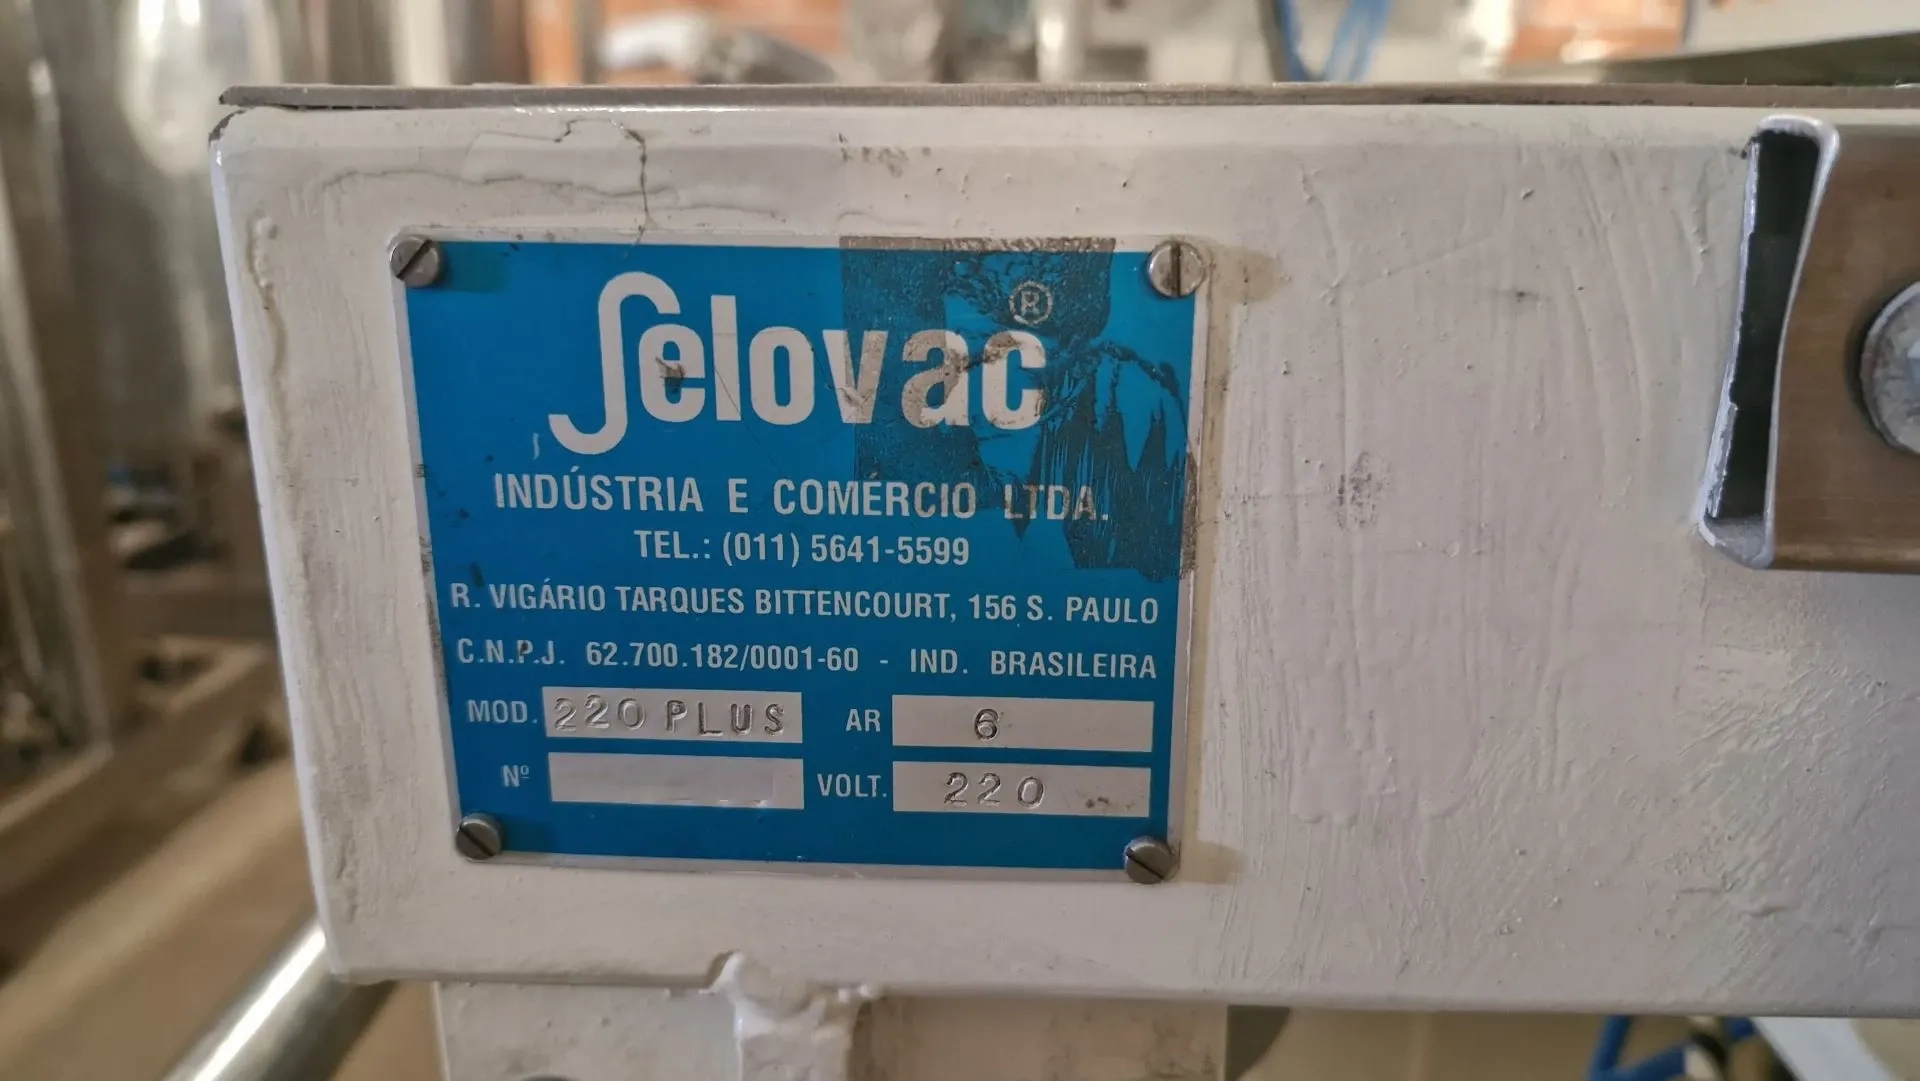 Selovac ®
INDÚSTRIA E COMÉRCIO LTDA.
TEL.: (011) 5641-5599
R. VIGÁRIO TARQUES BITTENCOURT, 156 S. PAULO
C.N.P.J. 62.700.182/0001-60 - IND. BRASILEIRA
MOD. 220 PLUS AR 6
Nº VOLT. 220